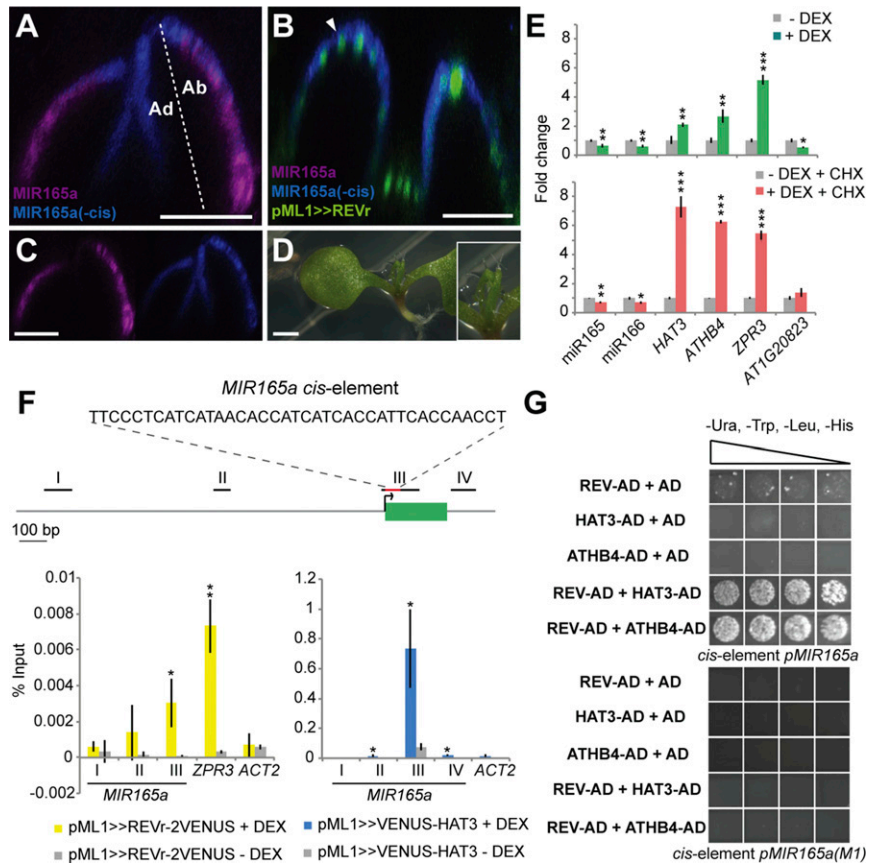 A
Ad
Ab
MIR165a
MIR165a(-cis)
B
MIR165a
MIR165a(-cis)
pML1>>REVr
C
D
E
- DEX
+ DEX
8
6
4
2
0
** ** ** ** *** *
Fold change
- DEX + CHX
+ DEX + CHX
8
6
4
2
0
** * *** *** ***
miR165
miR166
HAT3
ATHB4
ZPR3
AT1G20823
F
MIR165a cis-element
TTCCCTCATCATAACACCATCATCACCATTCACCAACCT
I II III IV
100 bp
% Input
0.01
0.008
0.006
0.004
0.002
0
-0.002
* **
I II III ZPR3 ACT2
MIR165a
1.2
1
0.8
0.6
0.4
0.2
0
* * *
I II III IV ACT2
MIR165a
pML1>>REVr-2VENUS + DEX
pML1>>REVr-2VENUS - DEX
pML1>>VENUS-HAT3 + DEX
pML1>>VENUS-HAT3 - DEX
G
-Ura, -Trp, -Leu, -His
REV-AD + AD
HAT3-AD + AD
ATHB4-AD + AD
REV-AD + HAT3-AD
REV-AD + ATHB4-AD
cis-element pMIR165a
REV-AD + AD
HAT3-AD + AD
ATHB4-AD + AD
REV-AD + HAT3-AD
REV-AD + ATHB4-AD
cis-element pMIR165a(M1)